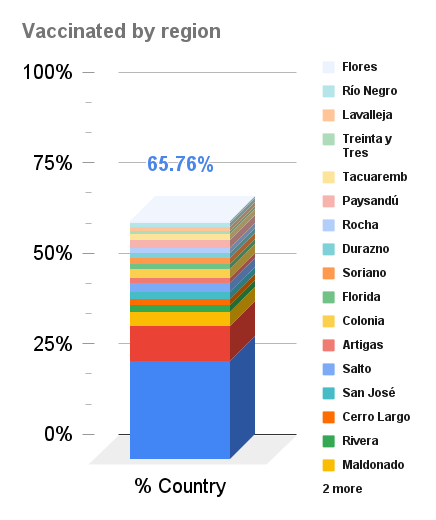 Vaccinated by region
100%
75%
50%
25%
0%
65.76%
% Country
Flores
Río Negro
Lavalleja
Treinta y
Tres
Tacuaremb
Paysandú
Rocha
Durazno
Soriano
Florida
Colonia
Artigas
Salto
San José
Cerro Largo
Rivera
Maldonado
2 more